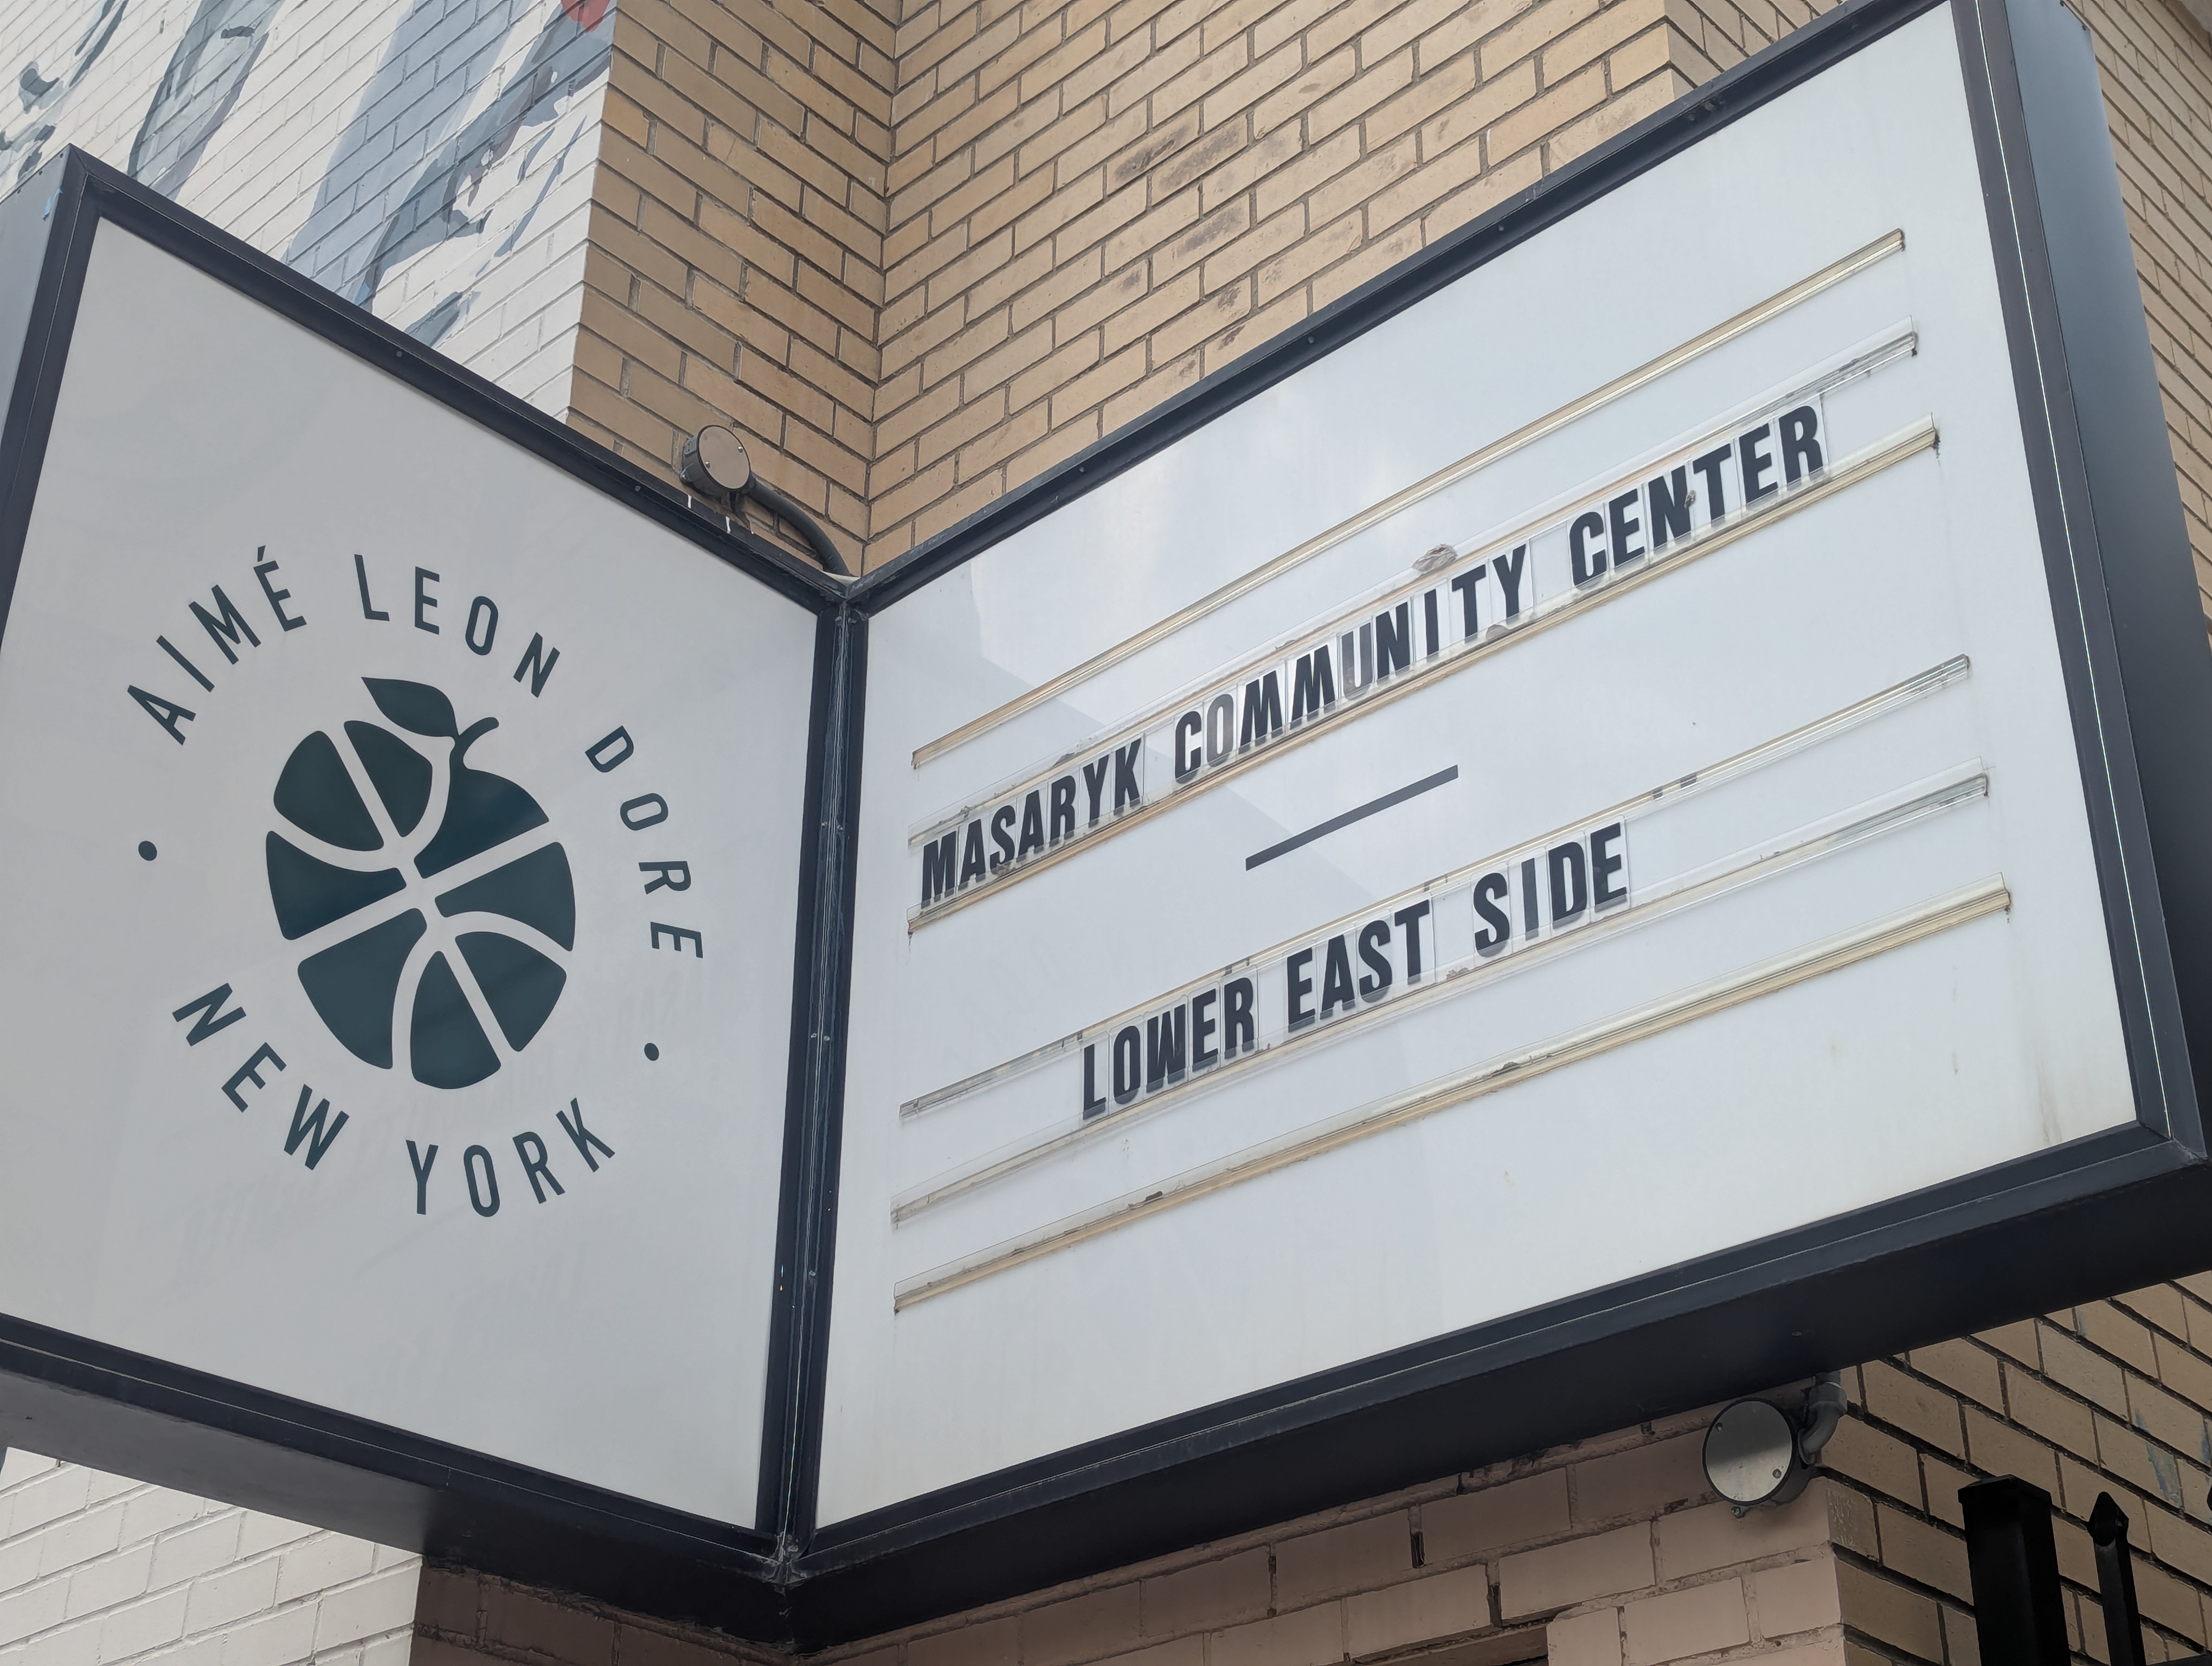 AIMÉ LEON DORE
NEW YORK
MASARYK COMMUNITY CENTER
LOWER EAST SIDE